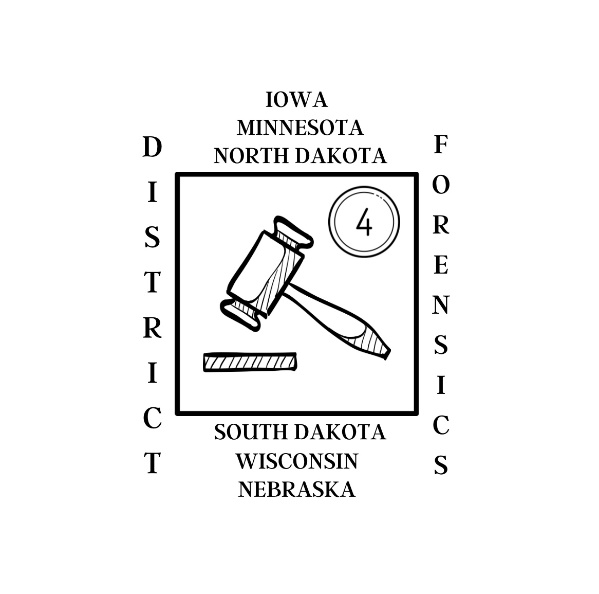 IOWA
MINNESOTA
NORTH DAKOTA
DISTRICT
4
FORENSICS
SOUTH DAKOTA
WISCONSIN
NEBRASKA